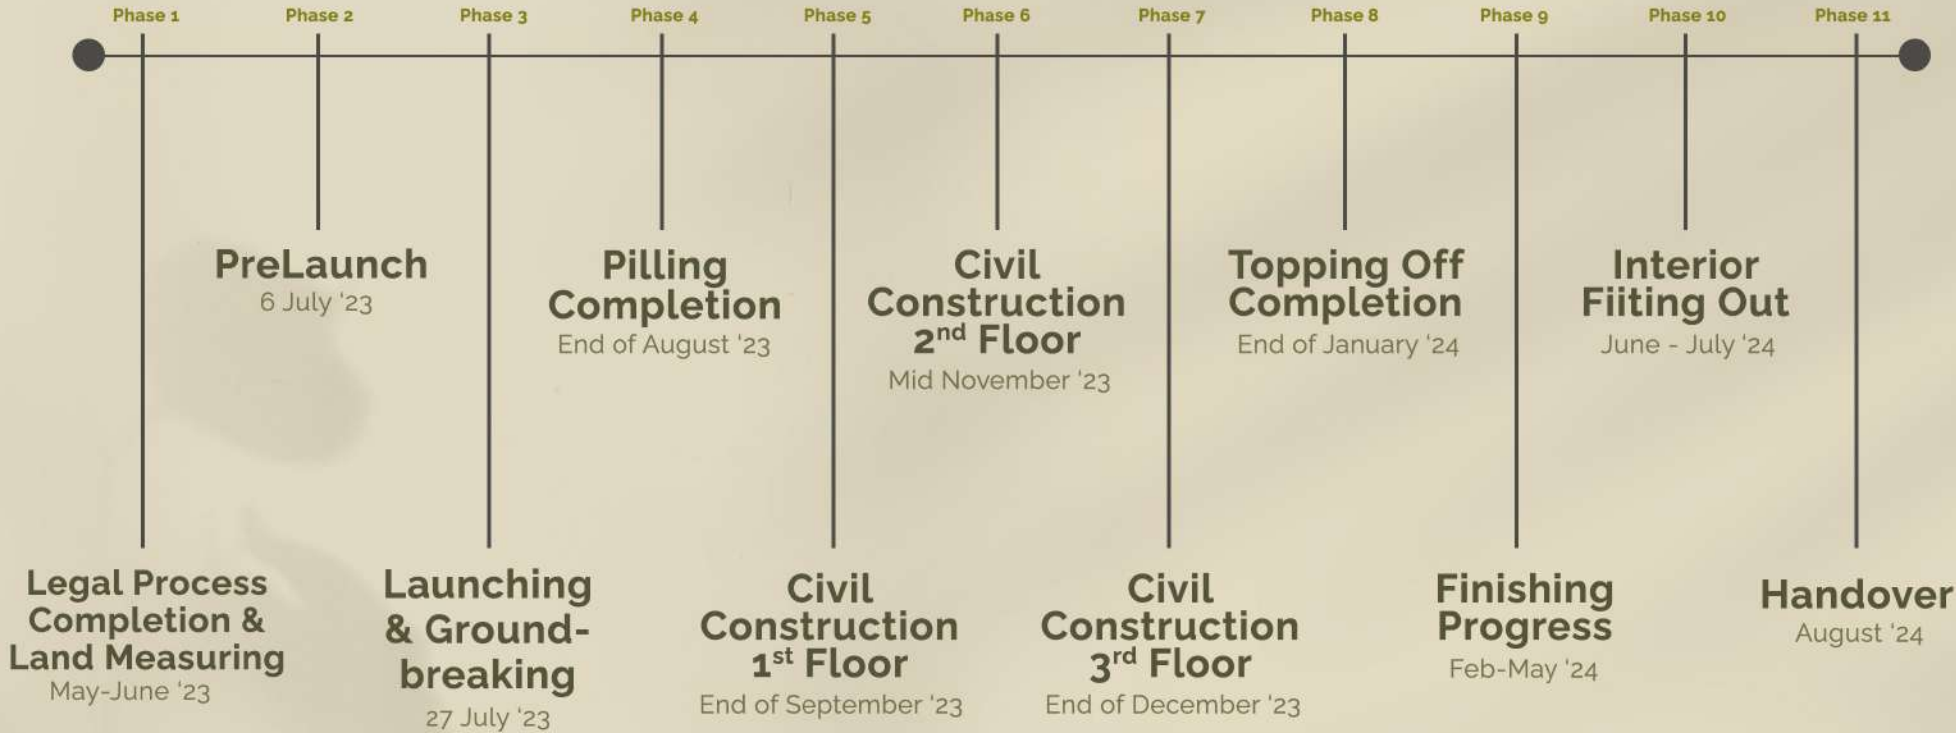 Phase 1
Phase 2
Phase 3
Phase 4
Phase 5
Phase 6
Phase 7
Phase 8
Phase 9
Phase 10
Phase 11
Legal Process
Completion &
Land Measuring
May-June ‘23
PreLaunch
6 July ‘23
Launching
& Ground-
breaking
27 July ‘23
Pilling
Completion
End of August ‘23
Civil
Construction
1st Floor
End of September ‘23
Civil
Construction
2nd Floor
Mid November ‘23
Civil
Construction
3rd Floor
End of December ‘23
Topping Off
Completion
End of January ‘24
Finishing
Progress
Feb-May ‘24
Interior
Fiiting Out
June - July ‘24
Handover
August ‘24